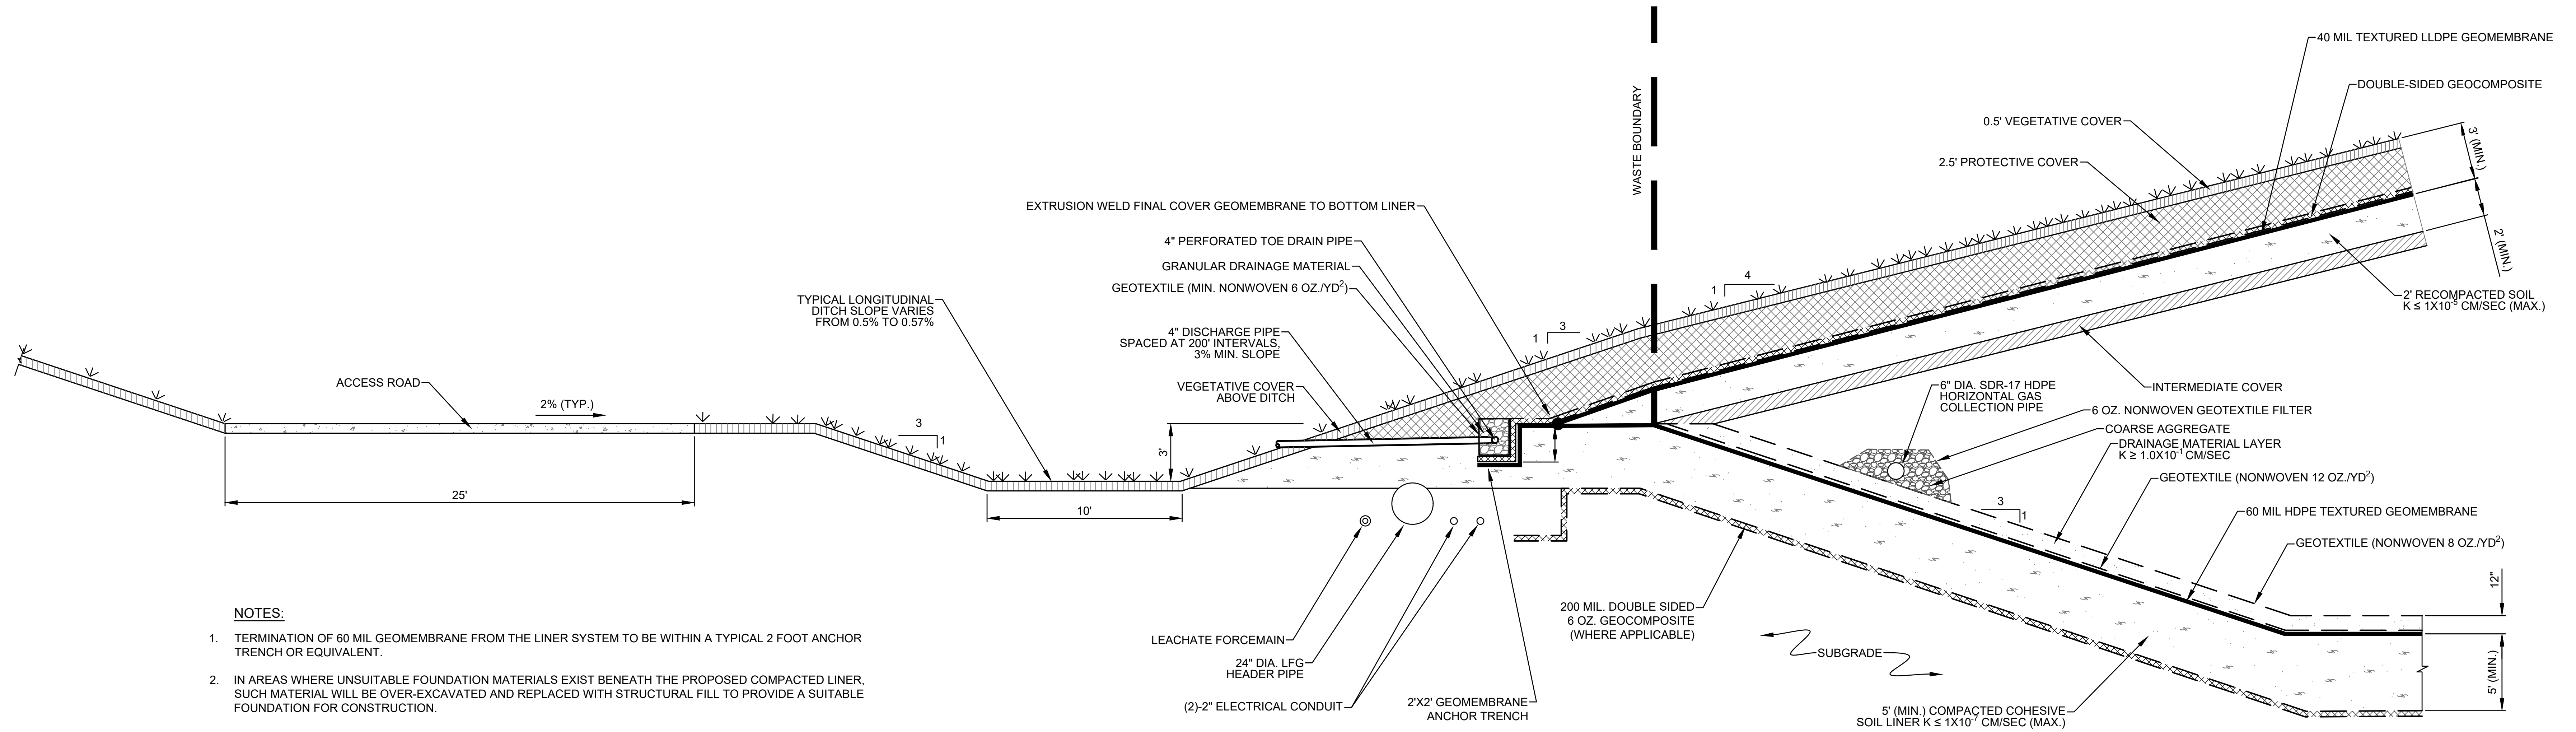 40 MIL TEXTURED LLDPE GEOMEMBRANE
DOUBLE-SIDED GEOCOMPOSITE
0.5' VEGETATIVE COVER
2.5' PROTECTIVE COVER
3' (MIN.)
2' (MIN.)
WASTE BOUNDARY
EXTRUSION WELD FINAL COVER GEOMEMBRANE TO BOTTOM LINER
4" PERFORATED TOE DRAIN PIPE
GRANULAR DRAINAGE MATERIAL
GEOTEXTILE (MIN. NONWOVEN 6 OZ./YD²)
4
1
3
1
TYPICAL LONGITUDINAL
DITCH SLOPE VARIES
FROM 0.5% TO 0.57%
4" DISCHARGE PIPE
SPACED AT 200' INTERVALS,
3% MIN. SLOPE
VEGETATIVE COVER
ABOVE DITCH
2' RECOMPACTED SOIL
K ≤ 1X10⁻⁵ CM/SEC (MAX.)
ACCESS ROAD
2% (TYP.)
3
1
3'
25'
10'
INTERMEDIATE COVER
6" DIA. SDR-17 HDPE
HORIZONTAL GAS
COLLECTION PIPE
6 OZ. NONWOVEN GEOTEXTILE FILTER
COARSE AGGREGATE
DRAINAGE MATERIAL LAYER
K ≥ 1.0X10⁻¹ CM/SEC
GEOTEXTILE (NONWOVEN 12 OZ./YD²)
3
1
60 MIL HDPE TEXTURED GEOMEMBRANE
GEOTEXTILE (NONWOVEN 8 OZ./YD²)
12"
5' (MIN.)
200 MIL. DOUBLE SIDED
6 OZ. GEOCOMPOSITE
(WHERE APPLICABLE)
SUBGRADE
LEACHATE FORCEMAIN
24" DIA. LFG
HEADER PIPE
(2)-2" ELECTRICAL CONDUIT
2'X2' GEOMEMBRANE
ANCHOR TRENCH
5' (MIN.) COMPACTED COHESIVE
SOIL LINER K ≤ 1X10⁻⁷ CM/SEC (MAX.)
NOTES:
1. TERMINATION OF 60 MIL GEOMEMBRANE FROM THE LINER SYSTEM TO BE WITHIN A TYPICAL 2 FOOT ANCHOR
TRENCH OR EQUIVALENT.
2. IN AREAS WHERE UNSUITABLE FOUNDATION MATERIALS EXIST BENEATH THE PROPOSED COMPACTED LINER,
SUCH MATERIAL WILL BE OVER-EXCAVATED AND REPLACED WITH STRUCTURAL FILL TO PROVIDE A SUITABLE
FOUNDATION FOR CONSTRUCTION.